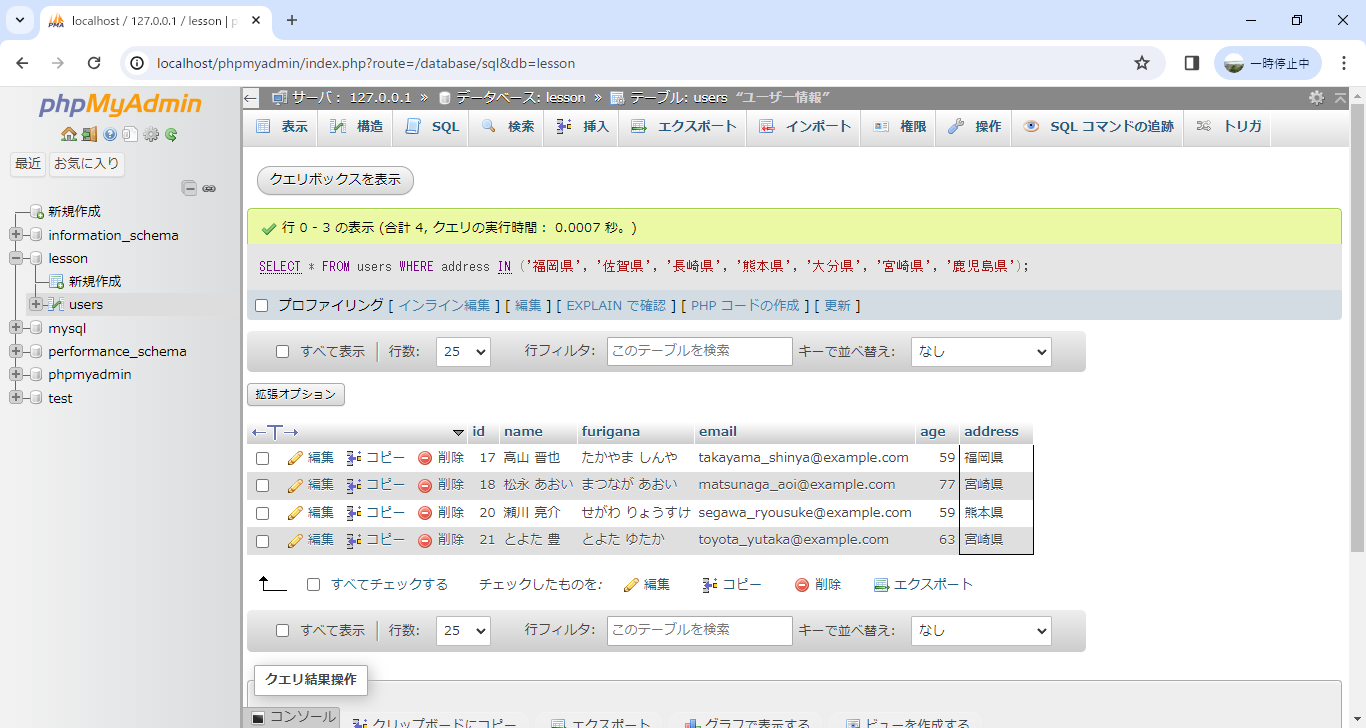 localhost / 127.0.0.1 / lesson | p
localhost/phpmyadmin/index.php?route=/database/sql&db=lesson
一時停止中
phpMyAdmin
最近 お気に入り
新規作成
information_schema
lesson
新規作成
users
mysql
performance_schema
phpmyadmin
test
サーバ: 127.0.0.1 » データベース: lesson » テーブル: users “ユーザー情報”
表示 構造 SQL 検索 挿入 エクスポート インポート 権限 操作 SQL コマンドの追跡 トリガ
クエリボックスを表示
行 0 - 3 の表示 (合計 4, クエリの実行時間: 0.0007 秒。)
SELECT * FROM users WHERE address IN ('福岡県', '佐賀県', '長崎県', '熊本県', '大分県', '宮崎県', '鹿児島県');
プロファイリング [ インライン編集 ] [ 編集 ] [ EXPLAIN で確認 ] [ PHP コードの作成 ] [ 更新 ]
すべて表示 行数: 25 行フィルタ: このテーブルを検索 キーで並べ替え: なし
拡張オプション
←T→ id name furigana email age address
編集 コピー 削除 17 高山 晋也 たかやま しんや takayama_shinya@example.com 59 福岡県
編集 コピー 削除 18 松永 あおい まつなが あおい matsunaga_aoi@example.com 77 宮崎県
編集 コピー 削除 20 瀬川 亮介 せがわ りょうすけ segawa_ryousuke@example.com 59 熊本県
編集 コピー 削除 21 とよた 豊 とよた ゆたか toyota_yutaka@example.com 63 宮崎県
すべてチェックする チェックしたものを: 編集 コピー 削除 エクスポート
すべて表示 行数: 25 行フィルタ: このテーブルを検索 キーで並べ替え: なし
クエリ結果操作
コンソール クリップボードにコピー エクスポート グラフで表示する ビューを作成する